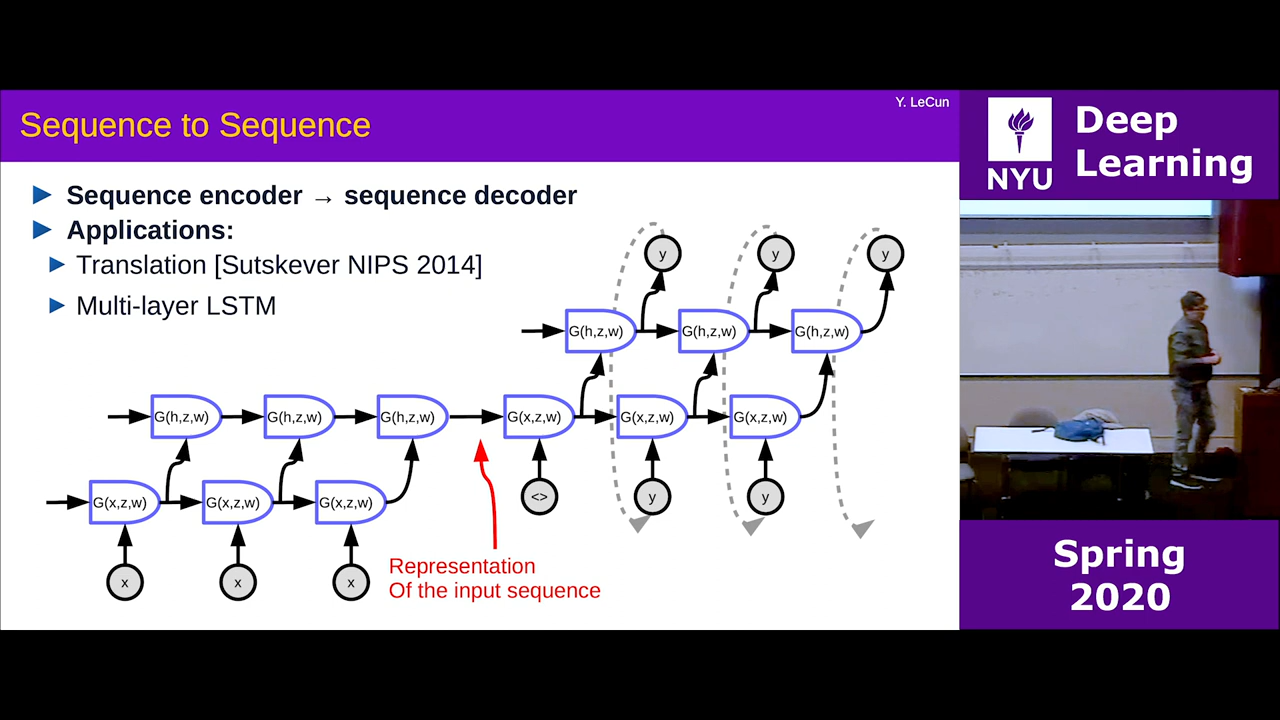 Y. LeCun
Sequence to Sequence
Sequence encoder → sequence decoder
Applications:
Translation [Sutskever NIPS 2014]
Multi-layer LSTM
y y y
G(h,z,w) G(h,z,w) G(h,z,w)
G(h,z,w) G(h,z,w) G(h,z,w) G(x,z,w) G(x,z,w) G(x,z,w)
G(x,z,w) G(x,z,w) G(x,z,w) <> y y
x x x
Representation
Of the input sequence
NYU
Deep
Learning
Spring
2020